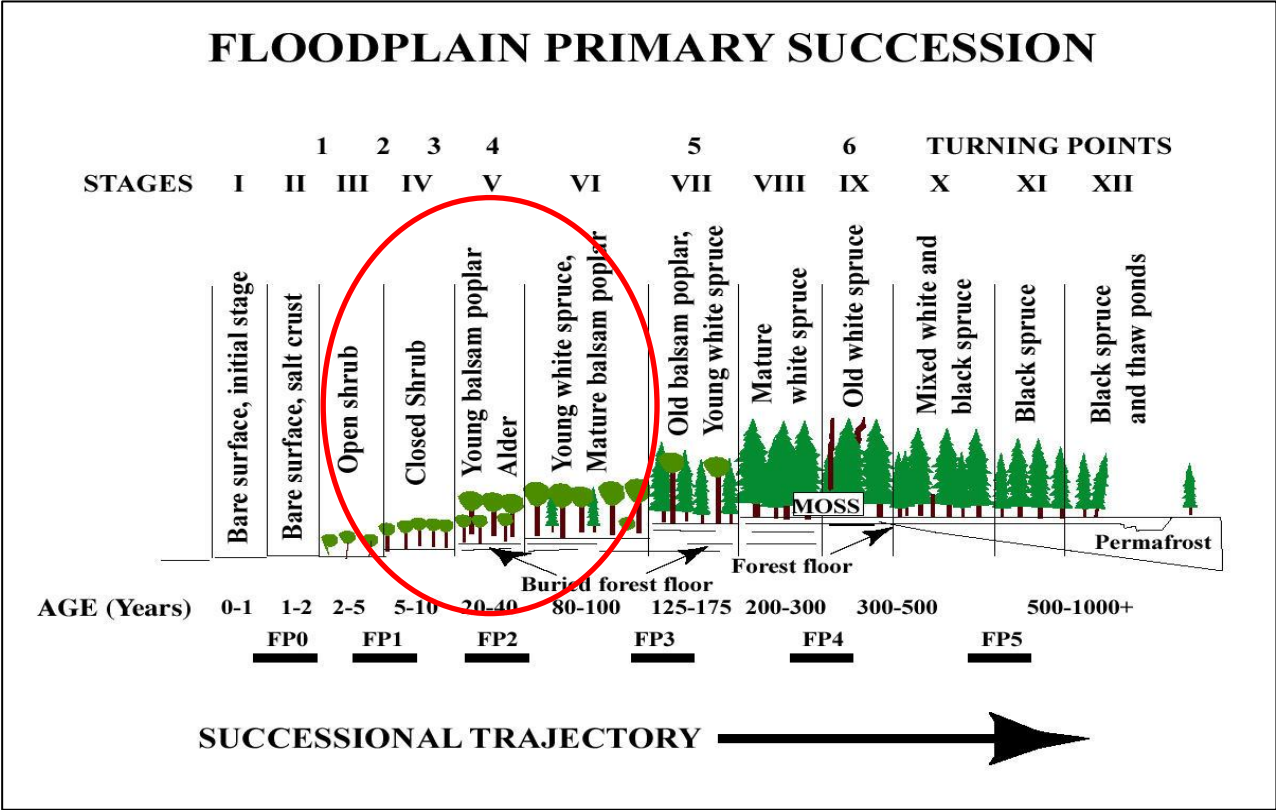 FLOODPLAIN PRIMARY SUCCESSION
1 2 3 4 5 6 TURNING POINTS
STAGES I II III IV V VI VII VIII IX X XI XII
Bare surface, initial stage
Bare surface, salt crust
Open shrub
Closed Shrub
Young balsam poplar
Alder
Young white spruce,
Mature balsam poplar
Old balsam poplar,
Young white spruce
Mature
white spruce
Old white spruce
Mixed white and
black spruce
Black spruce
Black spruce
and thaw ponds
MOSS
Permafrost
Forest floor
Buried forest floor
AGE (Years) 0-1 1-2 2-5 5-10 20-40 80-100 125-175 200-300 300-500 500-1000+
FP0 FP1 FP2 FP3 FP4 FP5
SUCCESSIONAL TRAJECTORY